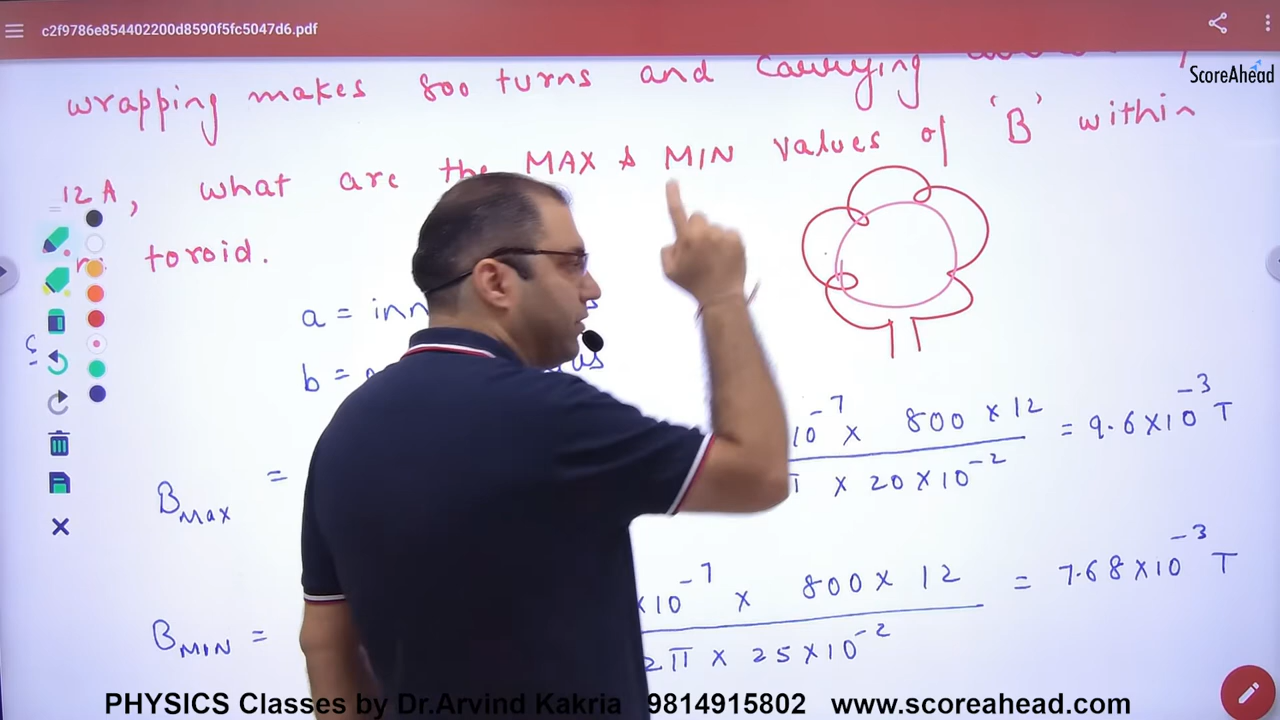 c2f9786e854402200d8590f5fc5047d6.pdf
ScoreAhead
wrapping makes 800 turns and carrying
12 A, what are the MAX & MIN values of 'B' within
toroid.
a = inn
b =
B Max = 10⁻⁷ × 800 × 12 = 9.6 × 10⁻³ T
π × 20 × 10⁻²
B MIN = × 10⁻⁷ × 800 × 12 = 7.68 × 10⁻³ T
2π × 25 × 10⁻²
PHYSICS Classes by Dr.Arvind Kakria 9814915802 www.scoreahead.com